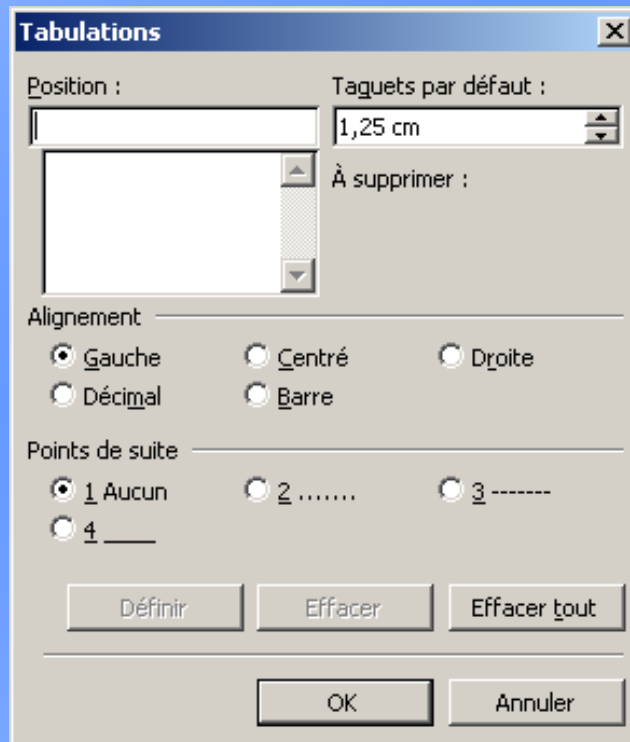 Tabulations
Position :
Taquets par défaut :
1,25 cm
À supprimer :
Alignement
Gauche
Centré
Droite
Décimal
Barre
Points de suite
1 Aucun
2 .......
3 -------
4 ____
Définir
Effacer
Effacer tout
OK
Annuler